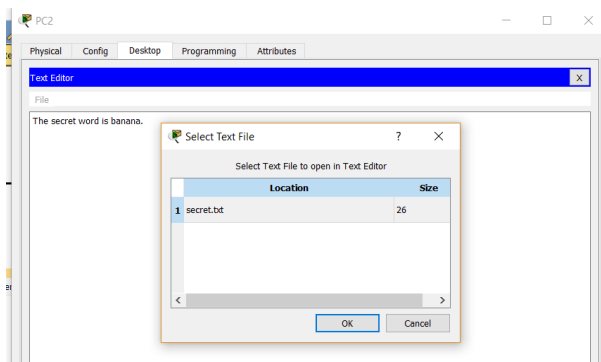 PC2
Physical Config Desktop Programming Attributes
Text Editor X
File
The secret word is banana.
Select Text File ?
Select Text File to open in Text Editor
Location Size
1 secret.txt 26
OK Cancel